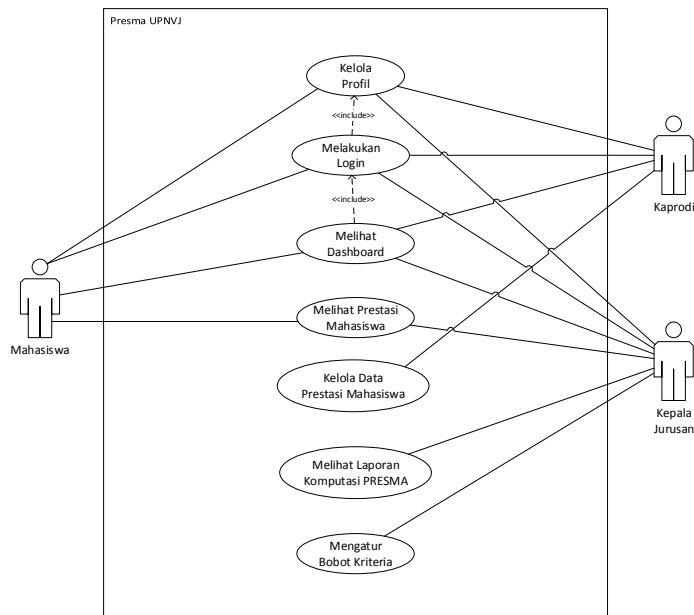 Presma UPNVJ
Kelola
Profil
<<include>>
Melakukan
Login
<<include>>
Melihat
Dashboard
Melihat Prestasi
Mahasiswa
Kelola Data
Prestasi Mahasiswa
Melihat Laporan
Komputasi PRESMA
Mengatur
Bobot Kriteria
Mahasiswa
Kaprodi
Kepala
Jurusan